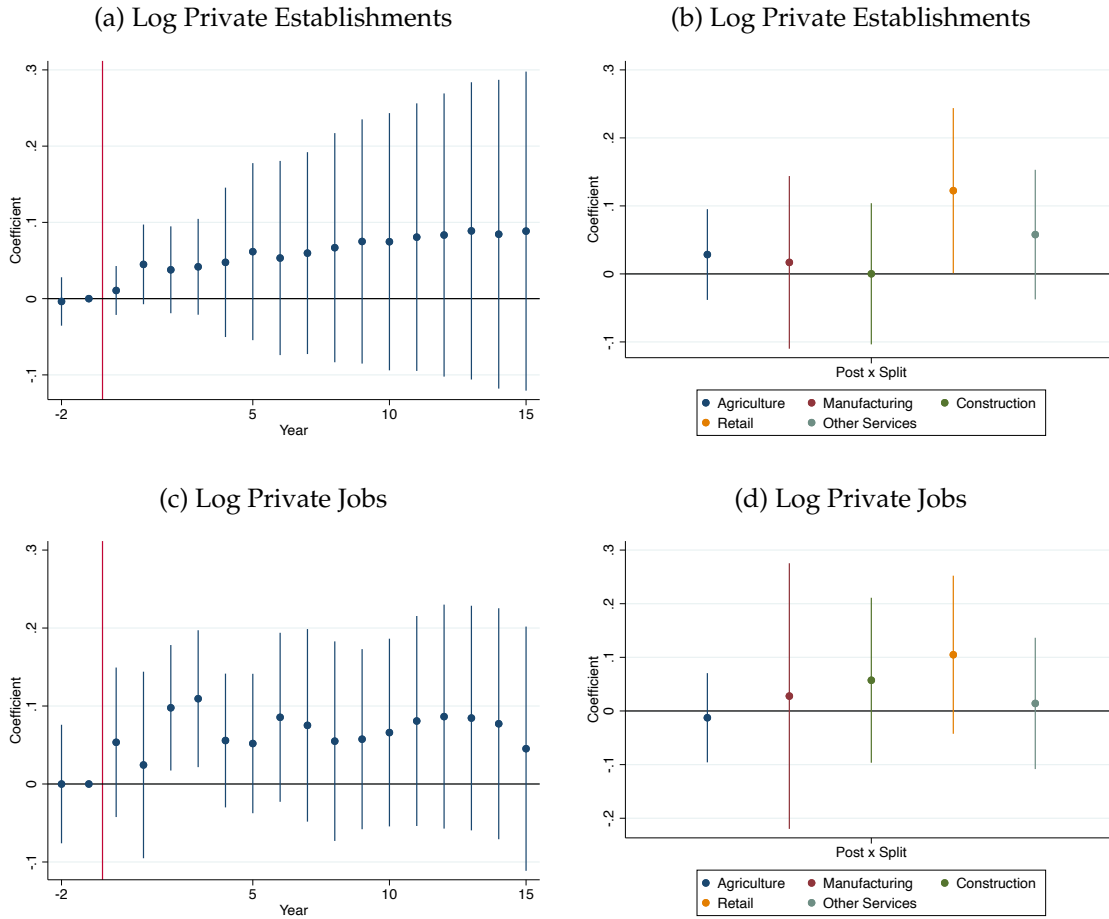 (a) Log Private Establishments
(b) Log Private Establishments
.3
.2
.1
0
-.1
Coefficient
-2
5
10
15
Year
.3
.2
.1
0
-.1
Coefficient
Post x Split
Agriculture
Manufacturing
Construction
Retail
Other Services
(c) Log Private Jobs
(d) Log Private Jobs
.3
.2
.1
0
-.1
Coefficient
-2
5
10
15
Year
.3
.2
.1
0
-.1
-.2
Coefficient
Post x Split
Agriculture
Manufacturing
Construction
Retail
Other Services